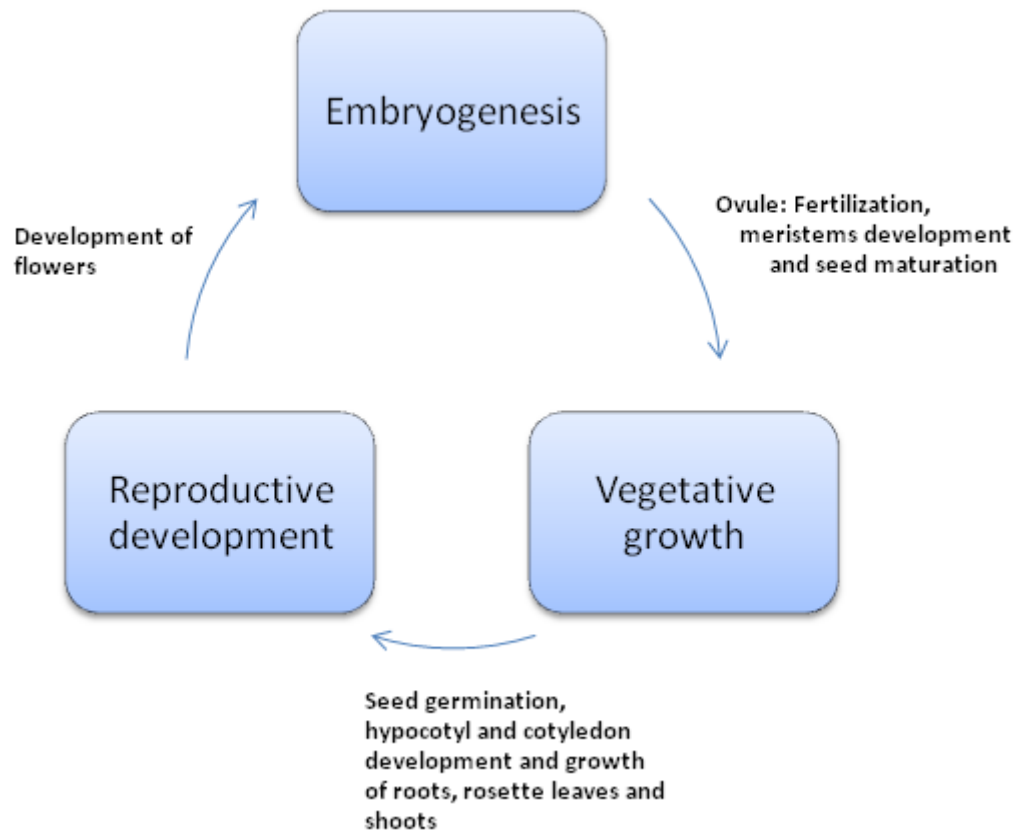 Embryogenesis
Ovule: Fertilization,
meristems development
and seed maturation
Development of
flowers
Reproductive
development
Vegetative
growth
Seed germination,
hypocotyl and cotyledon
development and growth
of roots, rosette leaves and
shoots